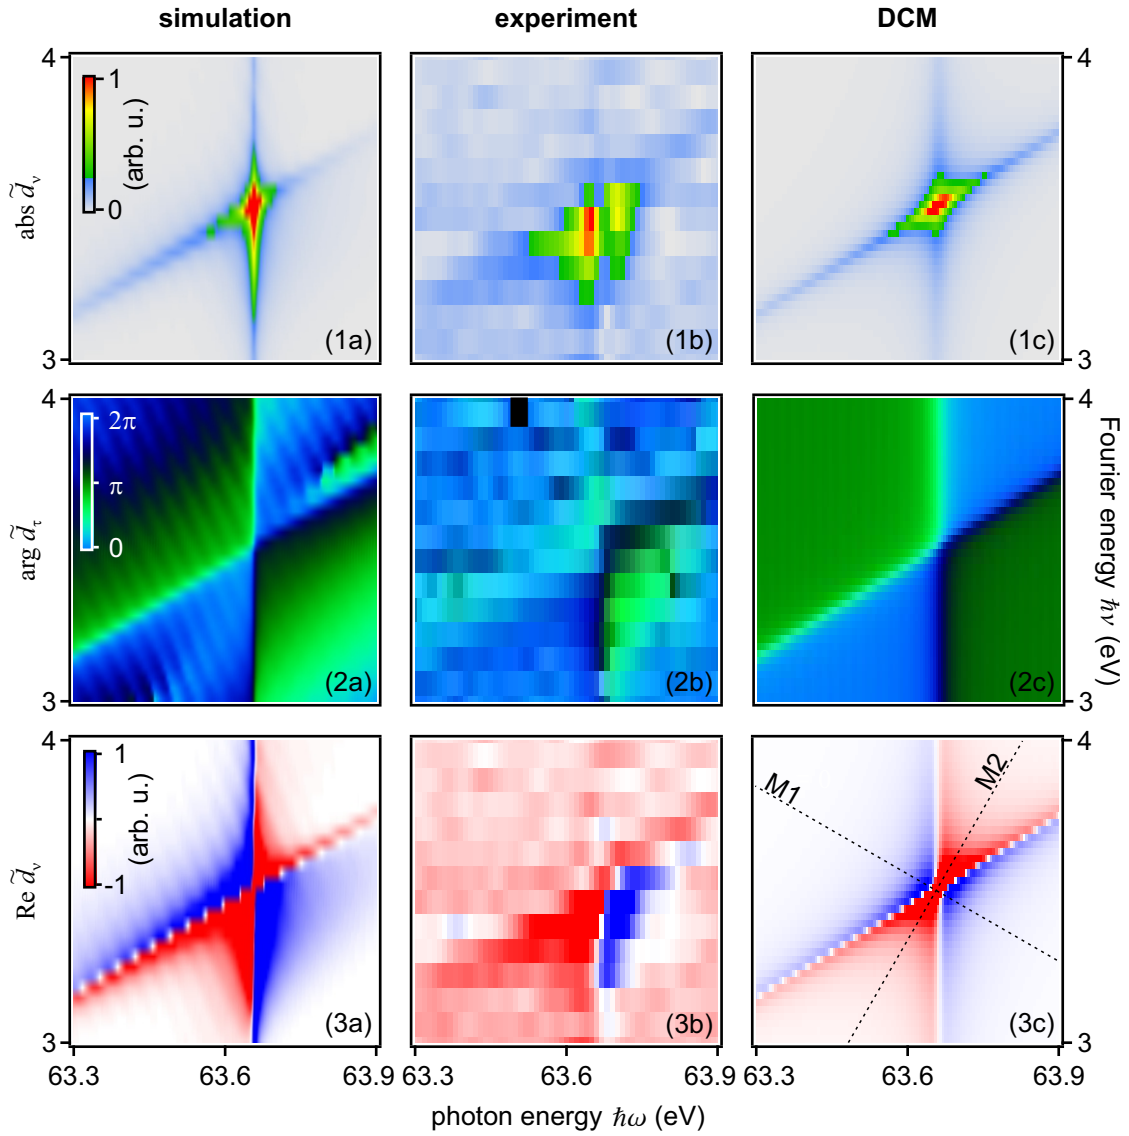 simulation experiment DCM
4 1 0 (arb. u.) abs d̃ᵥ 3 (1a) (1b) (1c) 4 3
4 2π π 0 arg d̃τ 3 (2a) (2b) (2c) 4 3
Fourier energy ℏν (eV)
4 1 -1 (arb. u.) Re d̃ᵥ 3 (3a) (3b) M1 M2 (3c) 4 3
63.3 63.6 63.9 63.3 63.6 63.9 63.3 63.6 63.9
photon energy ℏω (eV)